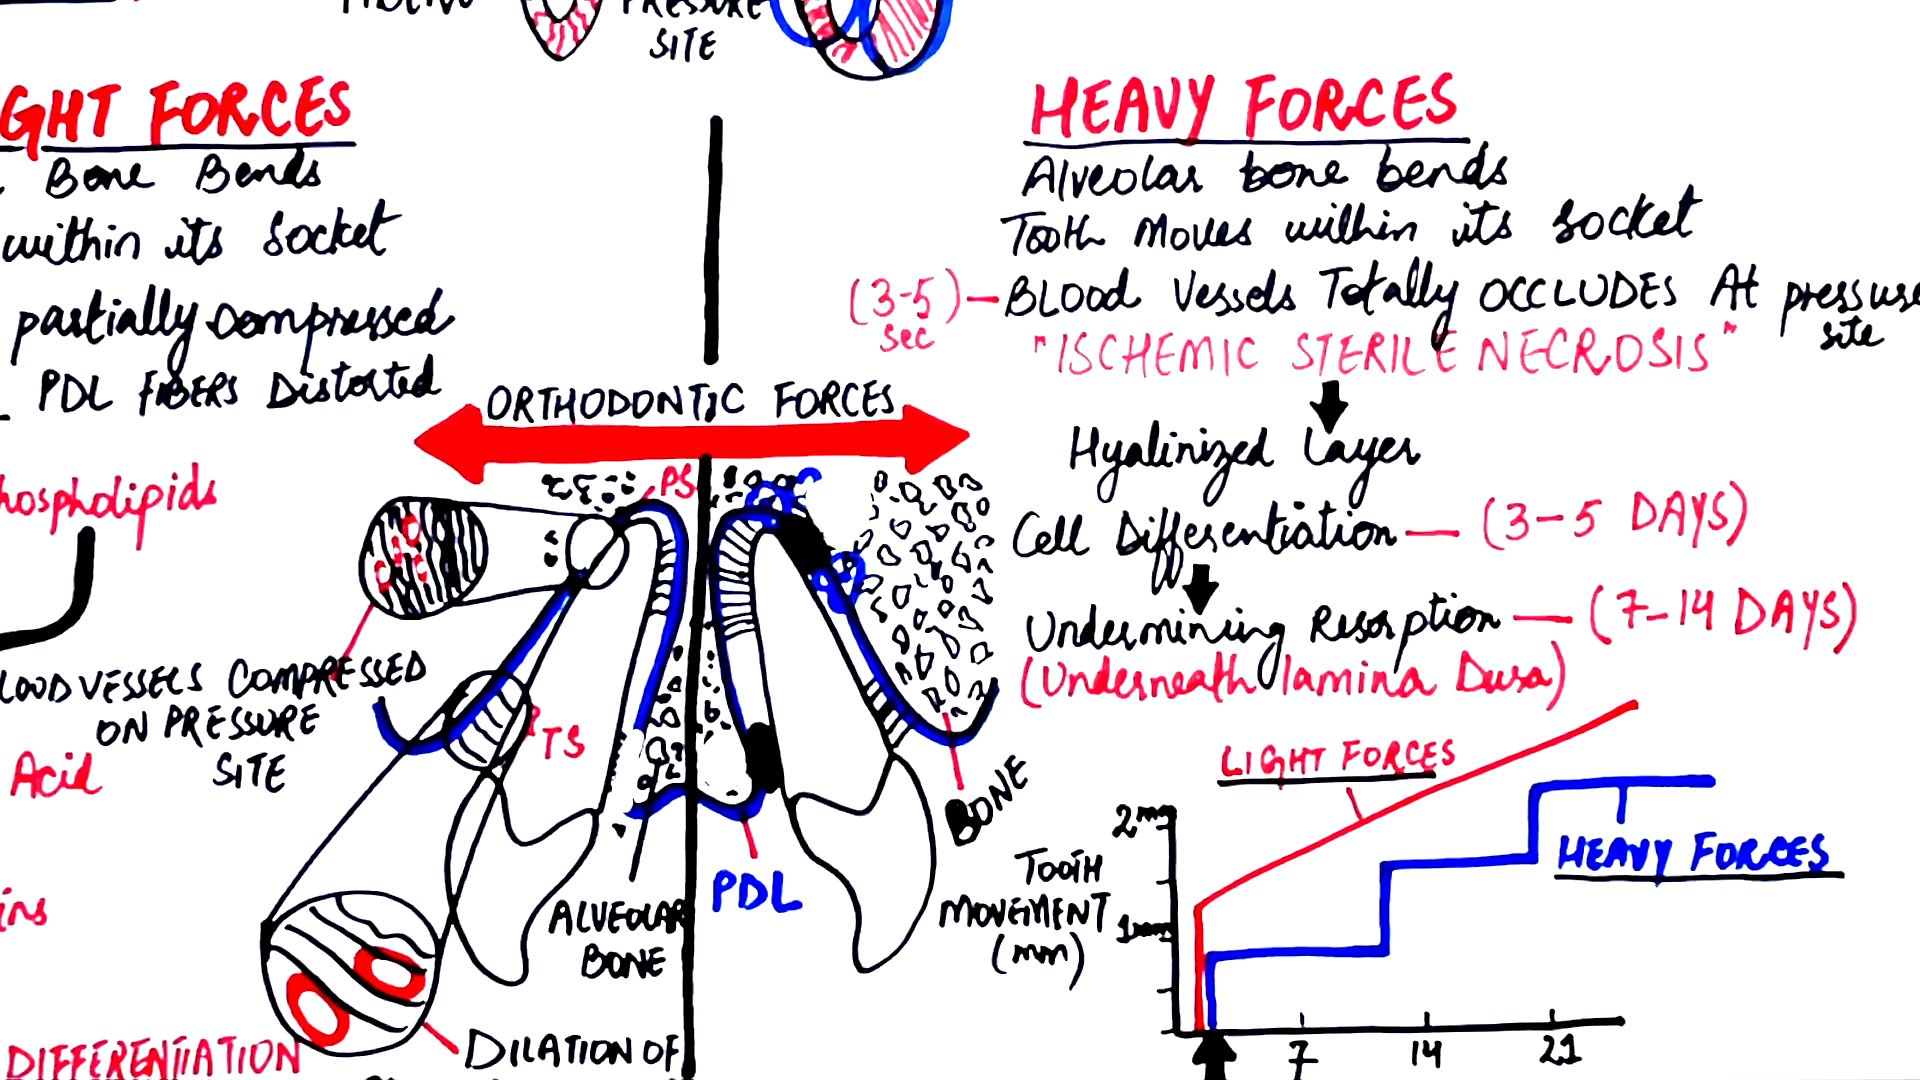 PRESSURE
SITE
GHT FORCES
Bone Bends
within its Socket
partially compressed
PDL FIBERS Distorted
hospholipids
LOOD VESSELS COMPRESSED
ON PRESSURE
SITE
Acid
ins
DIFFERENTIATION
ORTHODONTIC FORCES
PS
TS
ALVEOLAR
BONE
PDL
BONE
DILATION OF
HEAVY FORCES
Alveolar bone bends
Tooth Moves within its socket
(3-5) — BLOOD Vessels Totally OCCLUDES At pressure
sec
site
"ISCHEMIC STERILE NECROSIS"
Hyalinized Layer
Cell Differentiation — (3-5 DAYS)
Undermining Resorption — (7-14 DAYS)
(Underneath lamina Dura)
LIGHT FORCES
HEAVY FORCES
TOOTH
MOVEMENT
(mm)
2mm
1mm
7 14 21